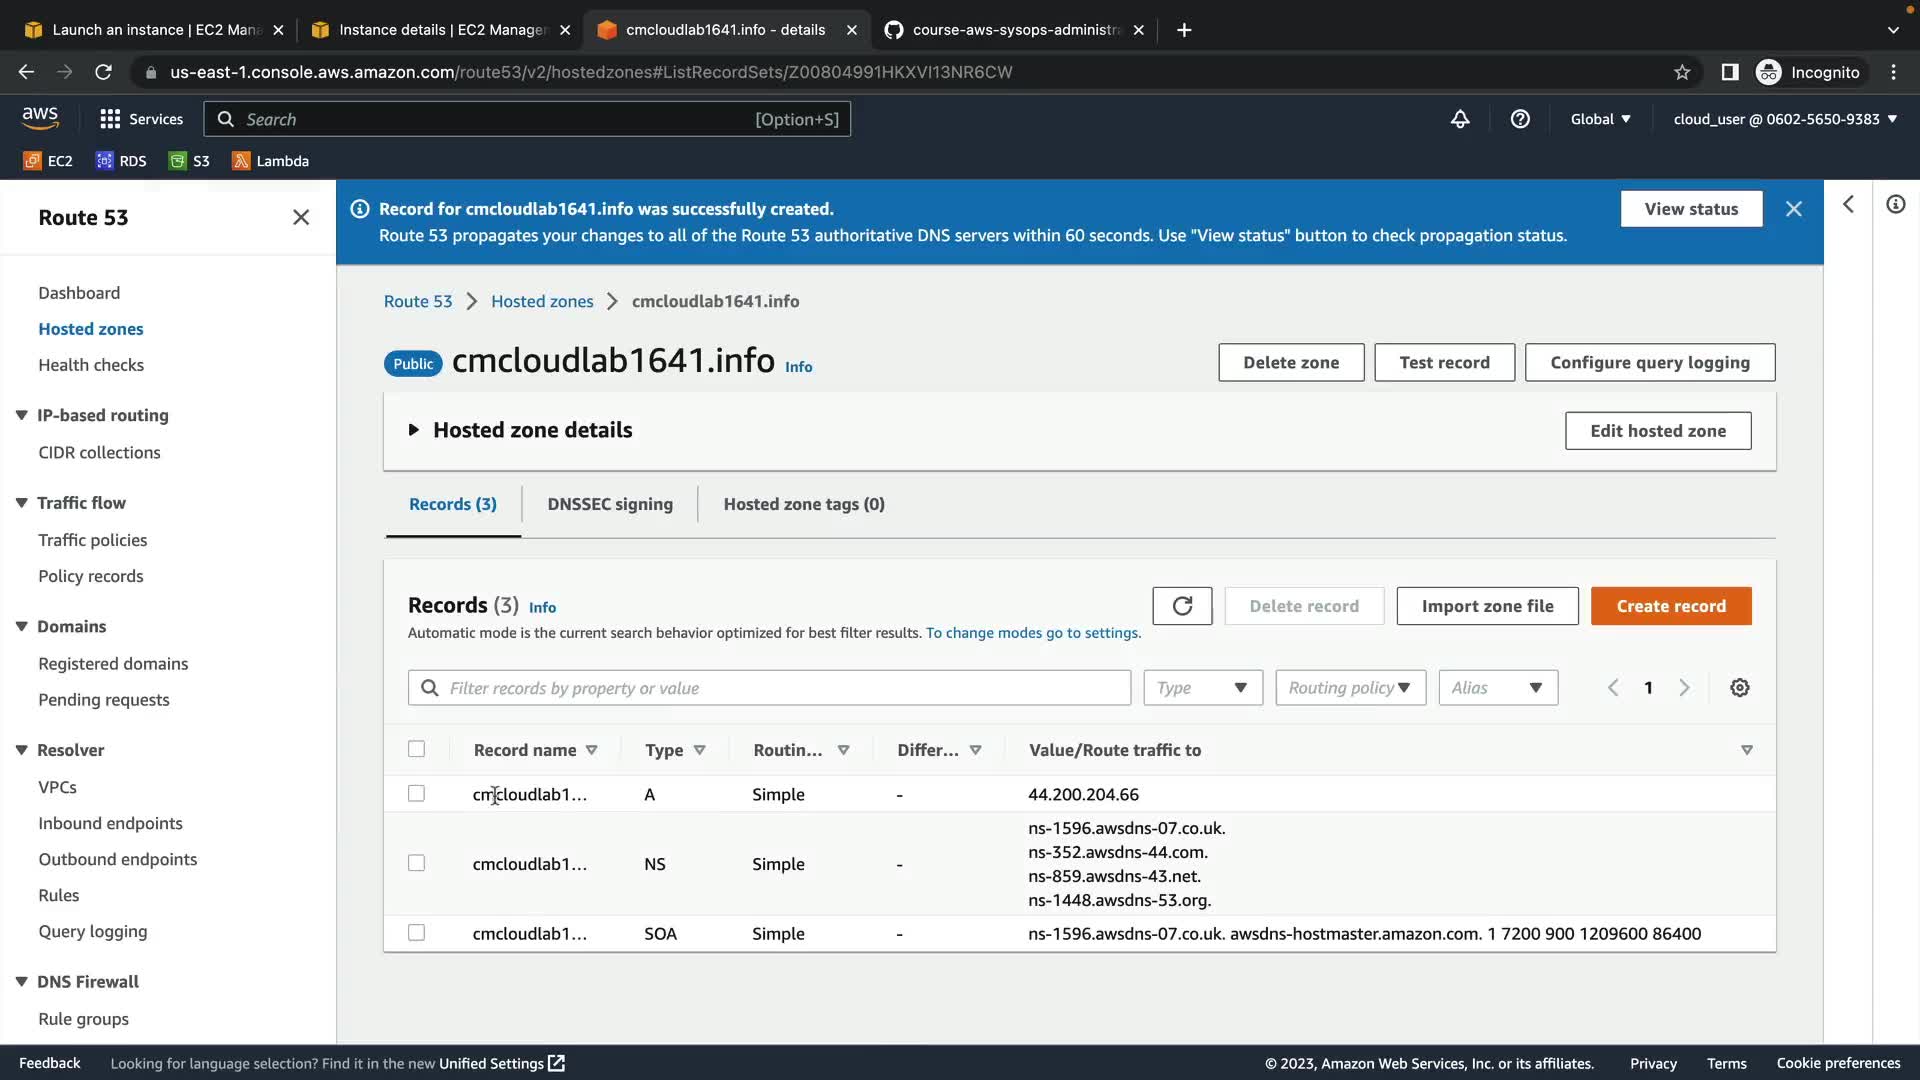 Launch an instance | EC2 Mana
Instance details | EC2 Manager
cmcloudlab1641.info - details
course-aws-sysops-administra
us-east-1.console.aws.amazon.com/route53/v2/hostedzones#ListRecordSets/Z00804991HKXVI13NR6CW
Incognito
aws
Services
Search
[Option+S]
Global
cloud_user @ 0602-5650-9383
EC2
RDS
S3
Lambda
Route 53
Dashboard
Hosted zones
Health checks
IP-based routing
CIDR collections
Traffic flow
Traffic policies
Policy records
Domains
Registered domains
Pending requests
Resolver
VPCs
Inbound endpoints
Outbound endpoints
Rules
Query logging
DNS Firewall
Rule groups
Record for cmcloudlab1641.info was successfully created.
Route 53 propagates your changes to all of the Route 53 authoritative DNS servers within 60 seconds. Use "View status" button to check propagation status.
View status
Route 53
Hosted zones
cmcloudlab1641.info
Public
cmcloudlab1641.info
Info
Delete zone
Test record
Configure query logging
Hosted zone details
Edit hosted zone
Records (3)
DNSSEC signing
Hosted zone tags (0)
Records (3)
Info
Automatic mode is the current search behavior optimized for best filter results. To change modes go to settings.
Delete record
Import zone file
Create record
Filter records by property or value
Type
Routing policy
Alias
1
Record name
Type
Routin...
Differ...
Value/Route traffic to
cmcloudlab1...
A
Simple
-
44.200.204.66
cmcloudlab1...
NS
Simple
-
ns-1596.awsdns-07.co.uk.
ns-352.awsdns-44.com.
ns-859.awsdns-43.net.
ns-1448.awsdns-53.org.
cmcloudlab1...
SOA
Simple
-
ns-1596.awsdns-07.co.uk. awsdns-hostmaster.amazon.com. 1 7200 900 1209600 86400
Feedback
Looking for language selection? Find it in the new Unified Settings
© 2023, Amazon Web Services, Inc. or its affiliates.
Privacy
Terms
Cookie preferences